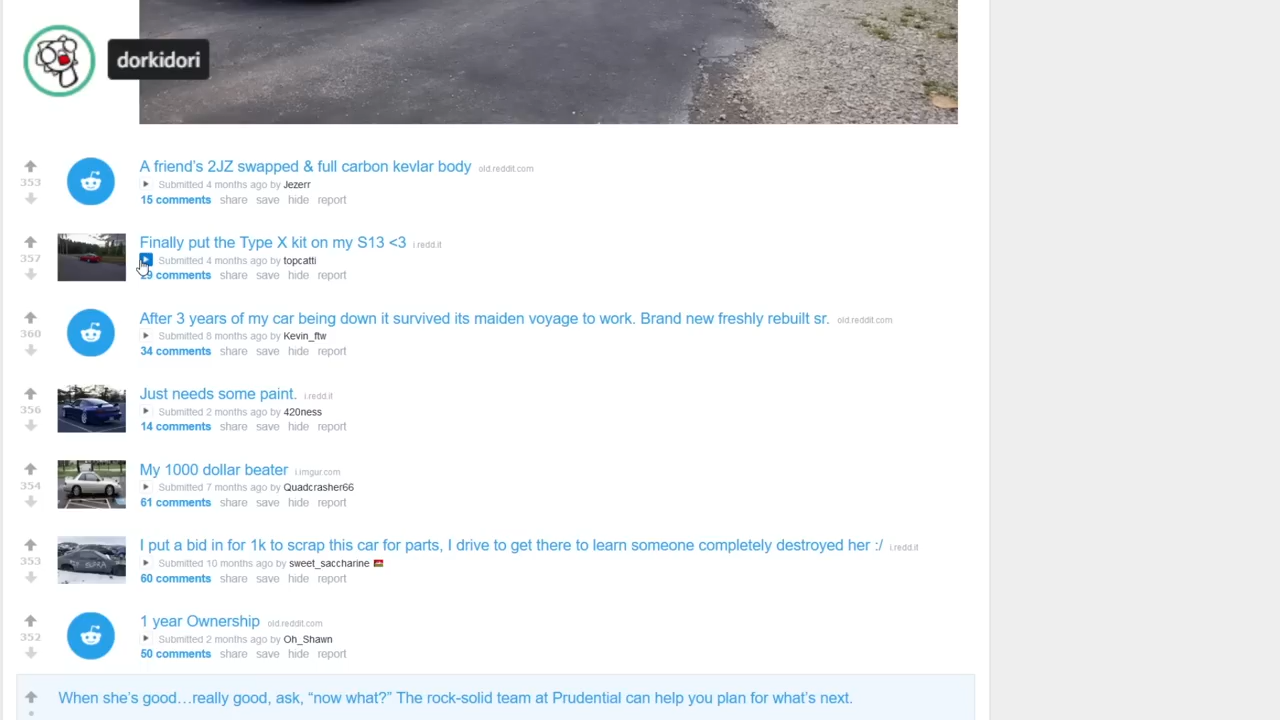 dorkidori
A friend's 2JZ swapped & full carbon kevlar body old.reddit.com
353
Submitted 4 months ago by Jezerr
15 comments share save hide report
Finally put the Type X kit on my S13 <3 i.redd.it
357
Submitted 4 months ago by topcatti
29 comments share save hide report
After 3 years of my car being down it survived its maiden voyage to work. Brand new freshly rebuilt sr. old.reddit.com
360
Submitted 8 months ago by Kevin_ftw
34 comments share save hide report
Just needs some paint. i.redd.it
356
Submitted 2 months ago by 420ness
14 comments share save hide report
My 1000 dollar beater i.imgur.com
354
Submitted 7 months ago by Quadcrasher66
61 comments share save hide report
I put a bid in for 1k to scrap this car for parts, I drive to get there to learn someone completely destroyed her :/ i.redd.it
353
Submitted 10 months ago by sweet_saccharine
60 comments share save hide report
1 year Ownership old.reddit.com
352
Submitted 2 months ago by Oh_Shawn
50 comments share save hide report
When she's good…really good, ask, “now what?” The rock-solid team at Prudential can help you plan for what's next.